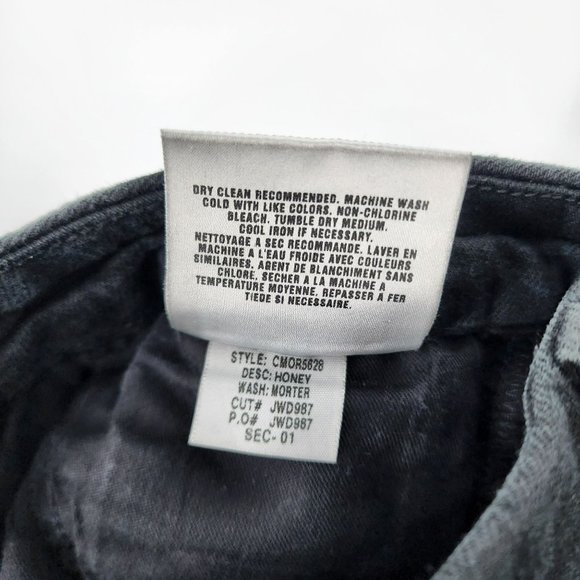 DRY CLEAN RECOMMENDED. MACHINE WASH
COLD WITH LIKE COLORS. NON-CHLORINE
BLEACH. TUMBLE DRY MEDIUM.
COOL IRON IF NECESSARY.
NETTOYAGE A SEC RECOMMANDE. LAVER EN
MACHINE A L'EAU FROIDE AVEC COULEURS
SIMILAIRES. AGENT DE BLANCHIMENT SANS
CHLORE. SECHER A LA MACHINE A
TEMPERATURE MOYENNE. REPASSER A FER
TIEDE SI NECESSAIRE.
STYLE: CMOR5628
DESC: HONEY
WASH: MORTER
CUT# JWD987
P.O# JWD987
SEC- 01